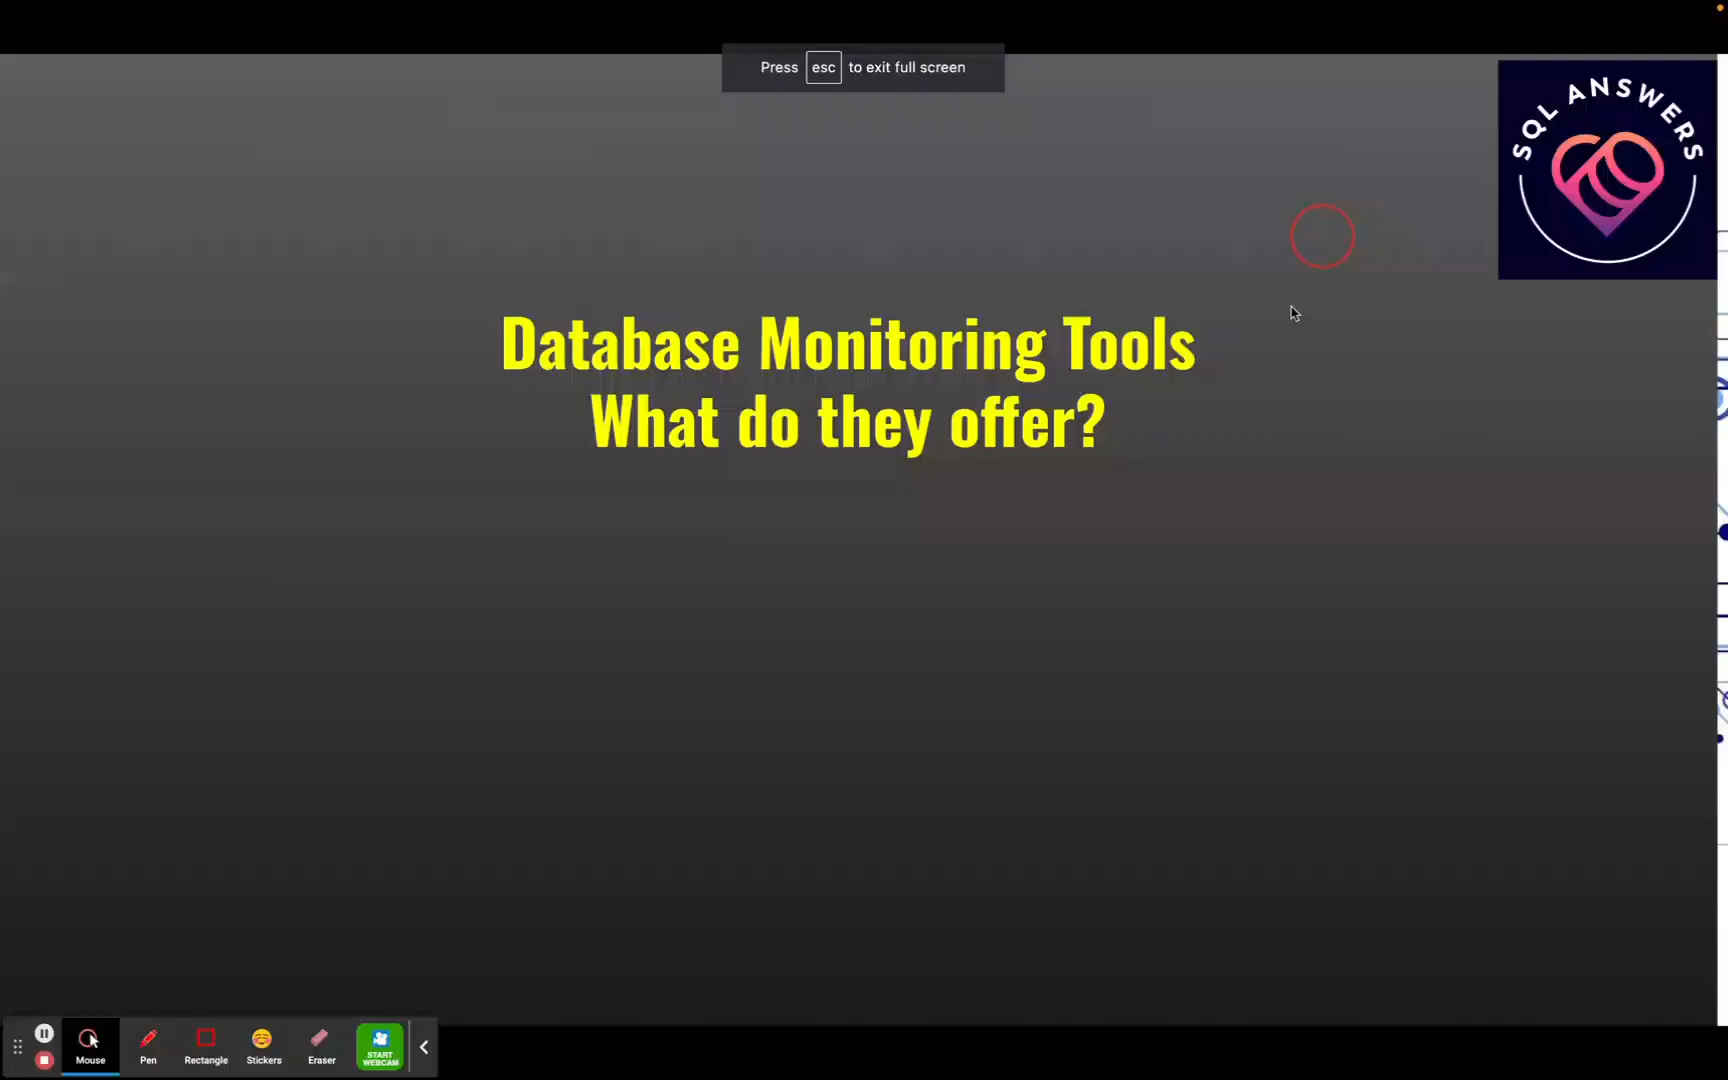 Press esc to exit full screen
SQL ANSWERS
Database Monitoring Tools
What do they offer?
Mouse
Pen
Rectangle
Stickers
Eraser
START
WEBCAM